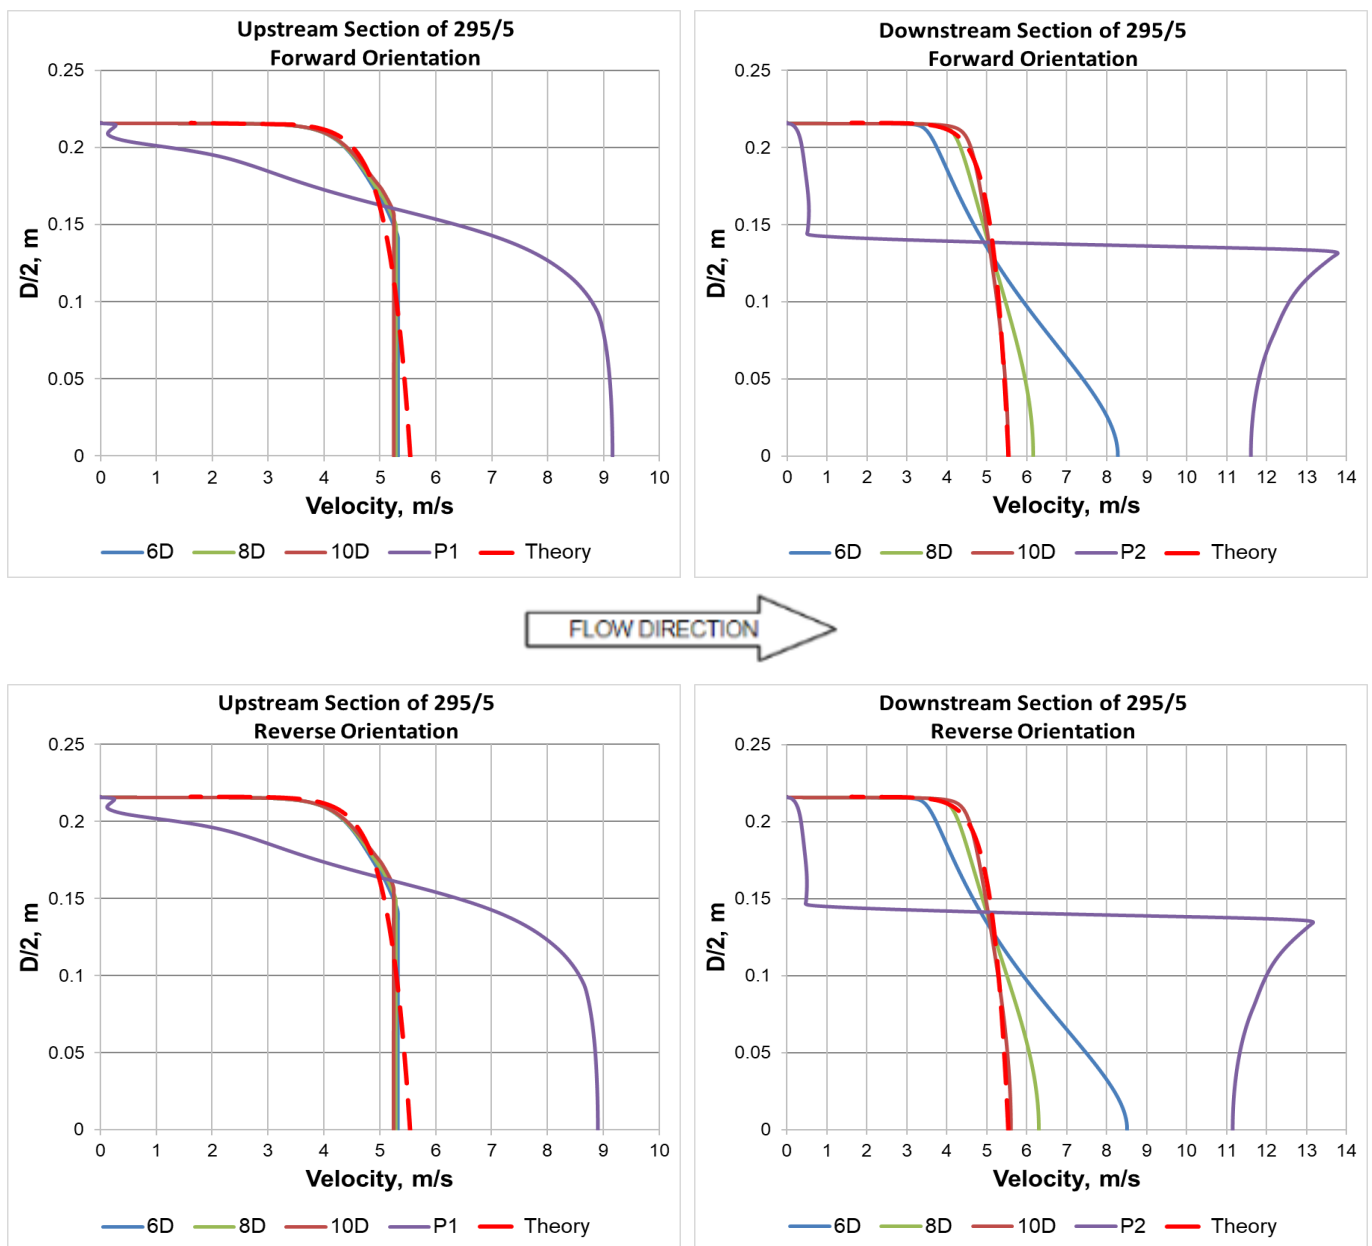 Upstream Section of 295/5
Forward Orientation
0.25
0.2
0.15
0.1
0.05
0
D/2, m
0 1 2 3 4 5 6 7 8 9 10
Velocity, m/s
6D 8D 10D P1 Theory
Downstream Section of 295/5
Forward Orientation
0.25
0.2
0.15
0.1
0.05
0
D/2, m
0 1 2 3 4 5 6 7 8 9 10 11 12 13 14
Velocity, m/s
6D 8D 10D P2 Theory
FLOW DIRECTION
Upstream Section of 295/5
Reverse Orientation
0.25
0.2
0.15
0.1
0.05
0
D/2, m
0 1 2 3 4 5 6 7 8 9 10
Velocity, m/s
6D 8D 10D P1 Theory
Downstream Section of 295/5
Reverse Orientation
0.25
0.2
0.15
0.1
0.05
0
D/2, m
0 1 2 3 4 5 6 7 8 9 10 11 12 13 14
Velocity, m/s
6D 8D 10D P2 Theory